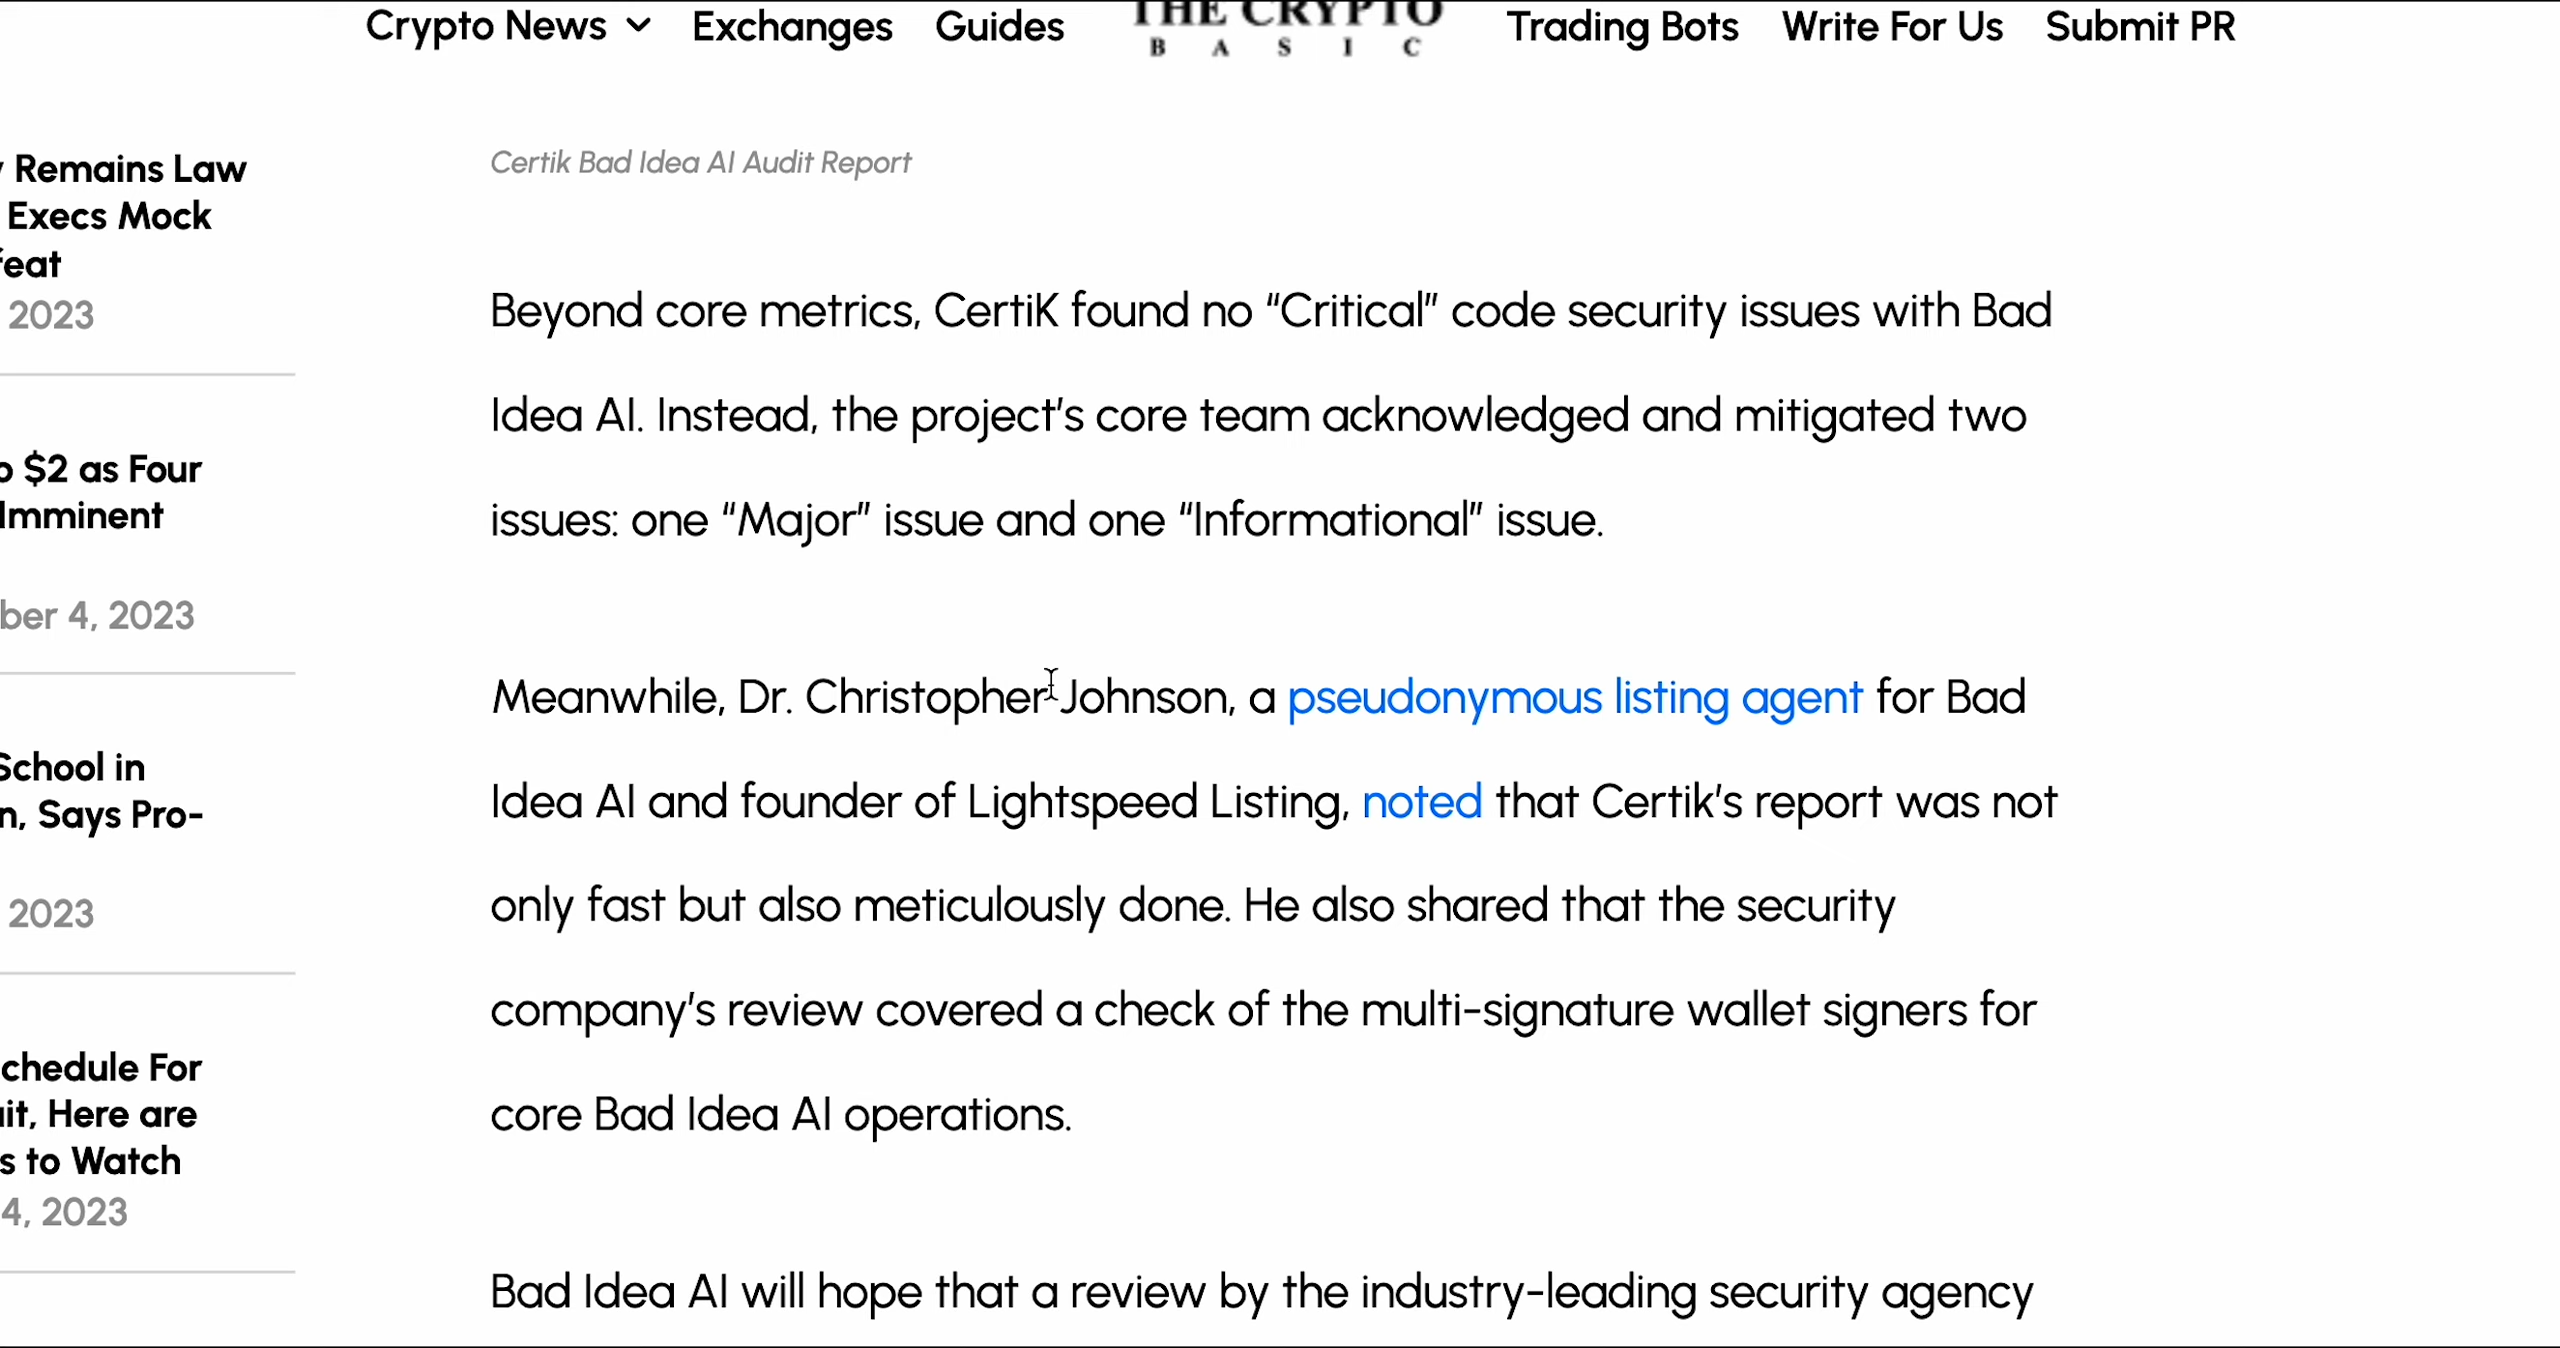 Crypto News Exchanges Guides THE CRYPTO Trading Bots Write For Us Submit PR
BASIC
Remains Law
Execs Mock
2023
$2 as Four
Imminent
4, 2023
School in
Says Pro-
2023
For
Here are
to Watch
4, 2023
Certik Bad Idea AI Audit Report
Beyond core metrics, CertiK found no “Critical” code security issues with Bad
Idea AI. Instead, the project’s core team acknowledged and mitigated two
issues: one “Major” issue and one “Informational” issue.
Meanwhile, Dr. Christopher Johnson, a pseudonymous listing agent for Bad
Idea AI and founder of Lightspeed Listing, noted that Certik’s report was not
only fast but also meticulously done. He also shared that the security
company’s review covered a check of the multi-signature wallet signers for
core Bad Idea AI operations.
Bad Idea AI will hope that a review by the industry-leading security agency